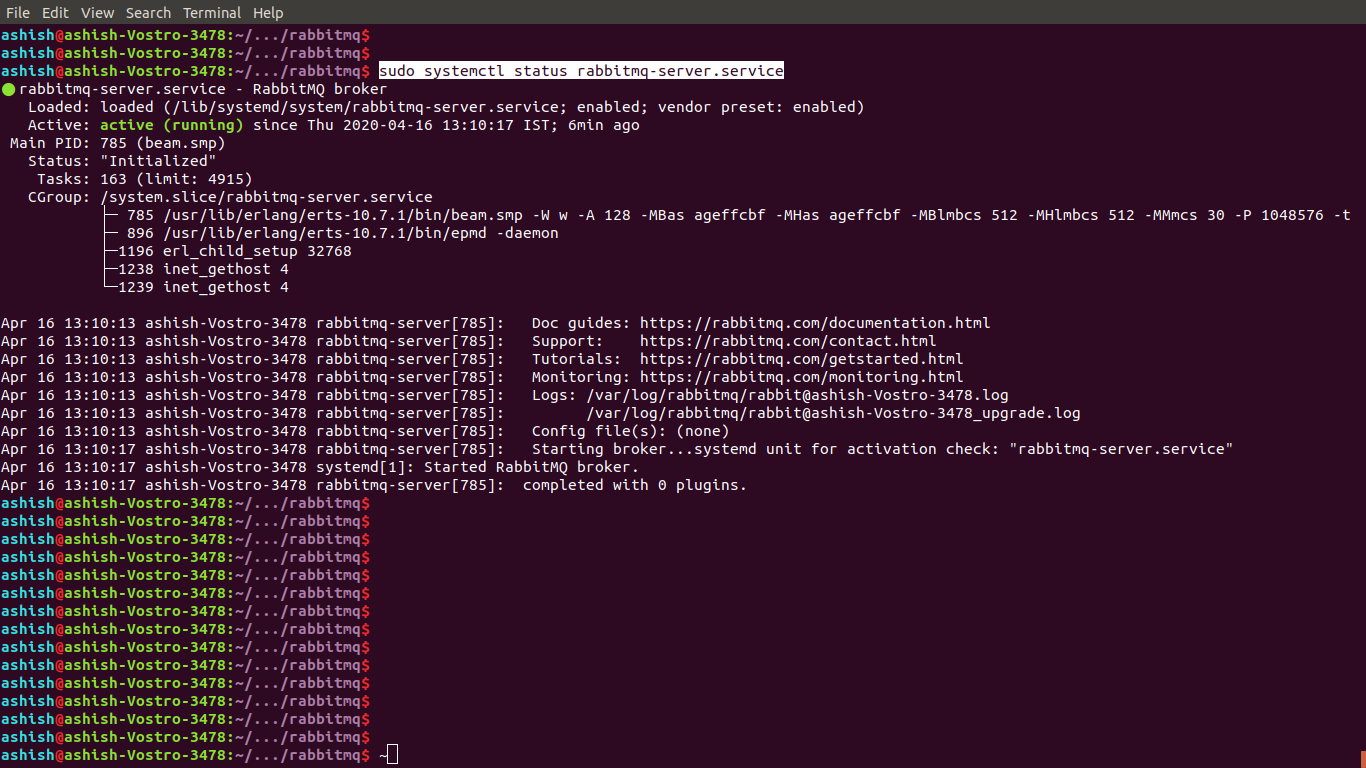 File Edit View Search Terminal Help
ashish@ashish-Vostro-3478:~/.../rabbitmq$
ashish@ashish-Vostro-3478:~/.../rabbitmq$
ashish@ashish-Vostro-3478:~/.../rabbitmq$ sudo systemctl status rabbitmq-server.service
● rabbitmq-server.service - RabbitMQ broker
   Loaded: loaded (/lib/systemd/system/rabbitmq-server.service; enabled; vendor preset: enabled)
   Active: active (running) since Thu 2020-04-16 13:10:17 IST; 6min ago
 Main PID: 785 (beam.smp)
   Status: "Initialized"
    Tasks: 163 (limit: 4915)
   CGroup: /system.slice/rabbitmq-server.service
           ├─ 785 /usr/lib/erlang/erts-10.7.1/bin/beam.smp -W w -A 128 -MBas ageffcbf -MHas ageffcbf -MBlmbcs 512 -MHlmbcs 512 -MMmcs 30 -P 1048576 -t
           ├─ 896 /usr/lib/erlang/erts-10.7.1/bin/epmd -daemon
           ├─1196 erl_child_setup 32768
           ├─1238 inet_gethost 4
           └─1239 inet_gethost 4
Apr 16 13:10:13 ashish-Vostro-3478 rabbitmq-server[785]:   Doc guides: https://rabbitmq.com/documentation.html
Apr 16 13:10:13 ashish-Vostro-3478 rabbitmq-server[785]:   Support:    https://rabbitmq.com/contact.html
Apr 16 13:10:13 ashish-Vostro-3478 rabbitmq-server[785]:   Tutorials:  https://rabbitmq.com/getstarted.html
Apr 16 13:10:13 ashish-Vostro-3478 rabbitmq-server[785]:   Monitoring: https://rabbitmq.com/monitoring.html
Apr 16 13:10:13 ashish-Vostro-3478 rabbitmq-server[785]:   Logs: /var/log/rabbitmq/rabbit@ashish-Vostro-3478.log
Apr 16 13:10:13 ashish-Vostro-3478 rabbitmq-server[785]:         /var/log/rabbitmq/rabbit@ashish-Vostro-3478_upgrade.log
Apr 16 13:10:13 ashish-Vostro-3478 rabbitmq-server[785]:   Config file(s): (none)
Apr 16 13:10:17 ashish-Vostro-3478 rabbitmq-server[785]:   Starting broker...systemd unit for activation check: "rabbitmq-server.service"
Apr 16 13:10:17 ashish-Vostro-3478 systemd[1]: Started RabbitMQ broker.
Apr 16 13:10:17 ashish-Vostro-3478 rabbitmq-server[785]:  completed with 0 plugins.
ashish@ashish-Vostro-3478:~/.../rabbitmq$
ashish@ashish-Vostro-3478:~/.../rabbitmq$
ashish@ashish-Vostro-3478:~/.../rabbitmq$
ashish@ashish-Vostro-3478:~/.../rabbitmq$
ashish@ashish-Vostro-3478:~/.../rabbitmq$
ashish@ashish-Vostro-3478:~/.../rabbitmq$
ashish@ashish-Vostro-3478:~/.../rabbitmq$
ashish@ashish-Vostro-3478:~/.../rabbitmq$
ashish@ashish-Vostro-3478:~/.../rabbitmq$
ashish@ashish-Vostro-3478:~/.../rabbitmq$
ashish@ashish-Vostro-3478:~/.../rabbitmq$
ashish@ashish-Vostro-3478:~/.../rabbitmq$
ashish@ashish-Vostro-3478:~/.../rabbitmq$
ashish@ashish-Vostro-3478:~/.../rabbitmq$
ashish@ashish-Vostro-3478:~/.../rabbitmq$ ~